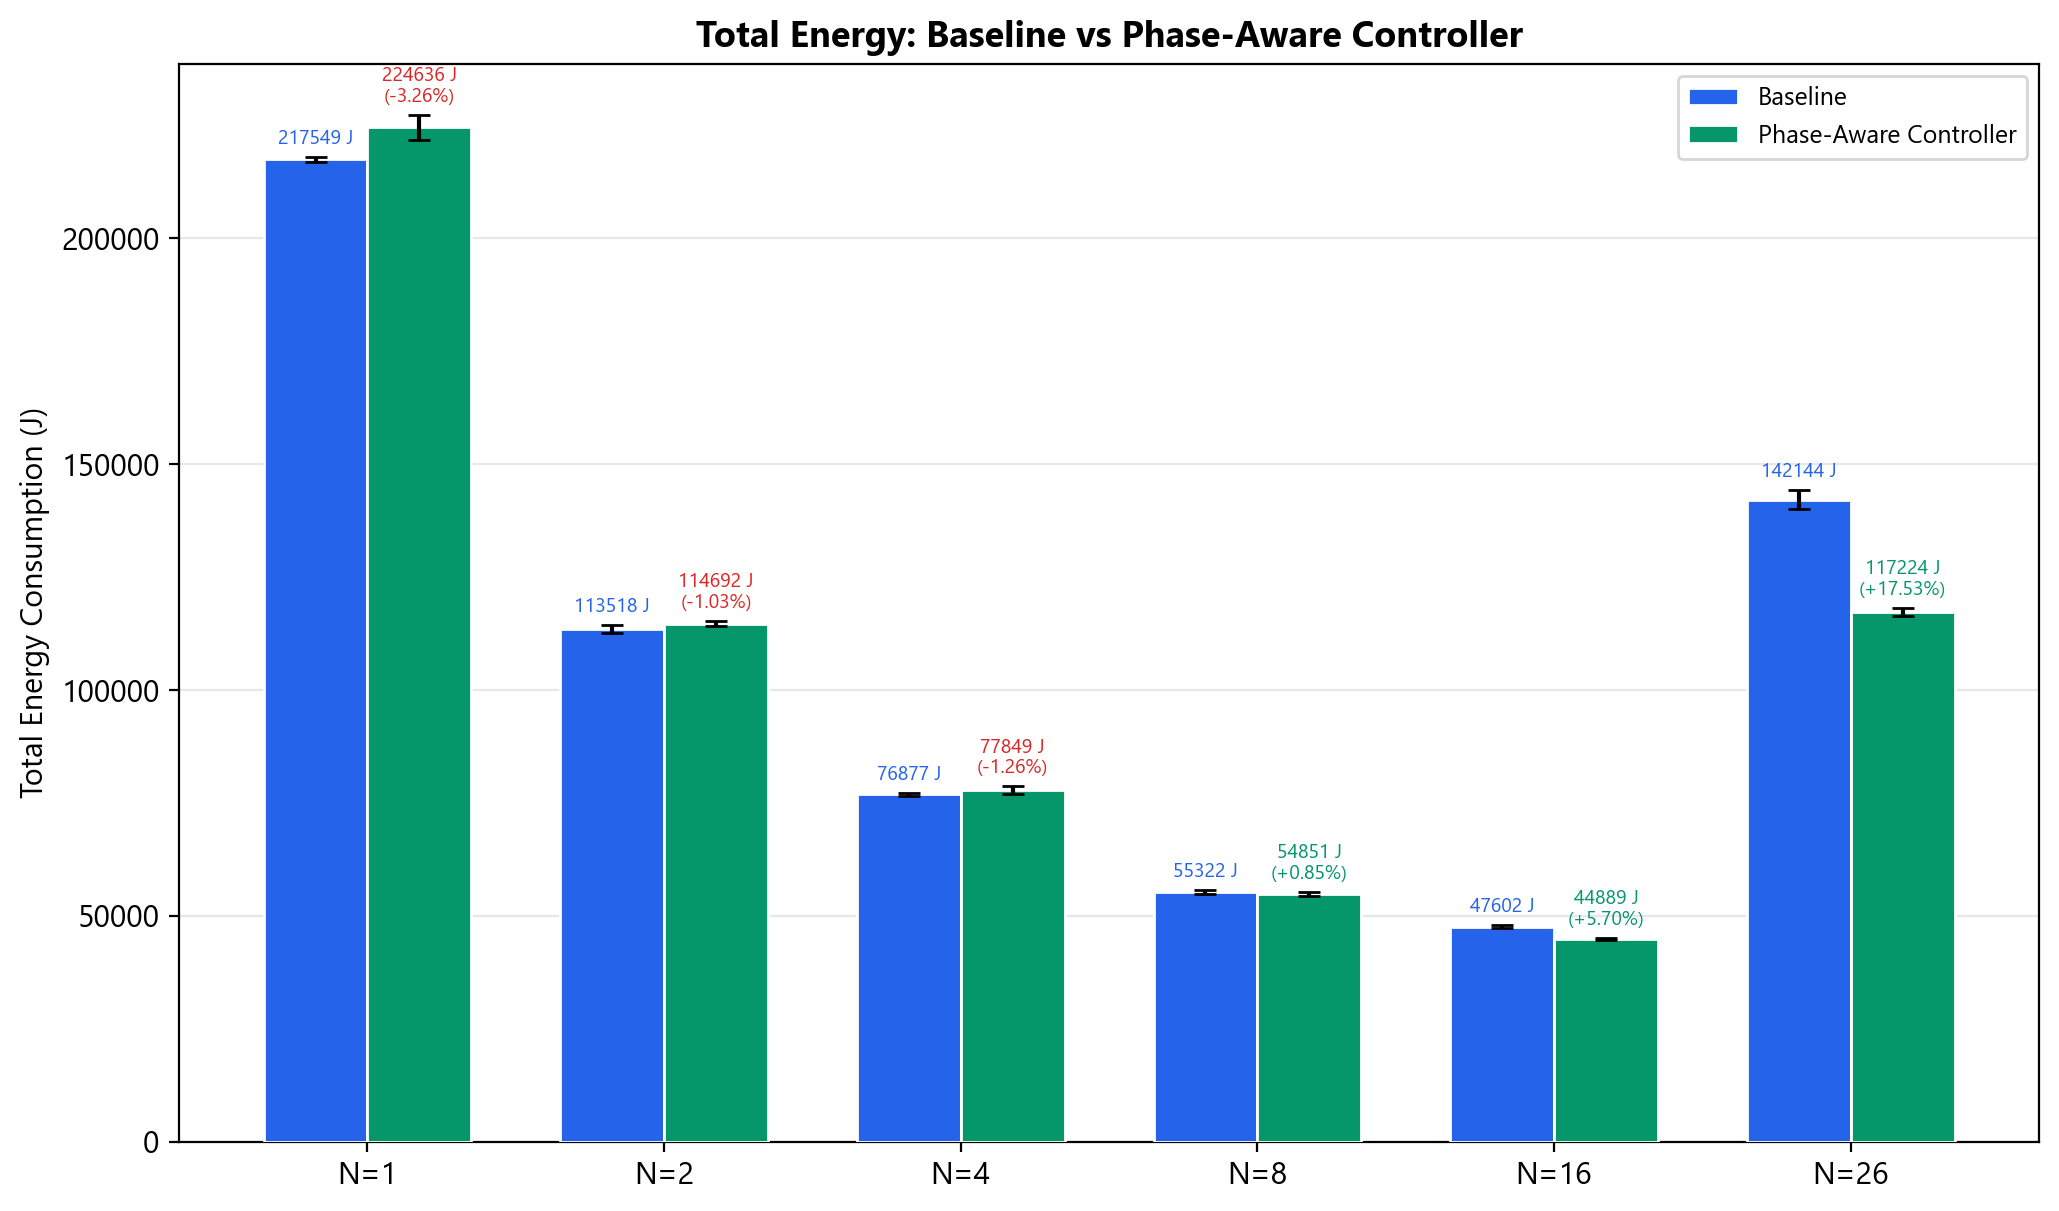 Total Energy: Baseline vs Phase-Aware Controller
Baseline
Phase-Aware Controller
Total Energy Consumption (J)
200000
150000
100000
50000
0
217549 J
224636 J
(-3.26%)
113518 J
114692 J
(-1.03%)
76877 J
77849 J
(-1.26%)
55322 J
54851 J
(+0.85%)
47602 J
44889 J
(+5.70%)
142144 J
117224 J
(+17.53%)
N=1
N=2
N=4
N=8
N=16
N=26